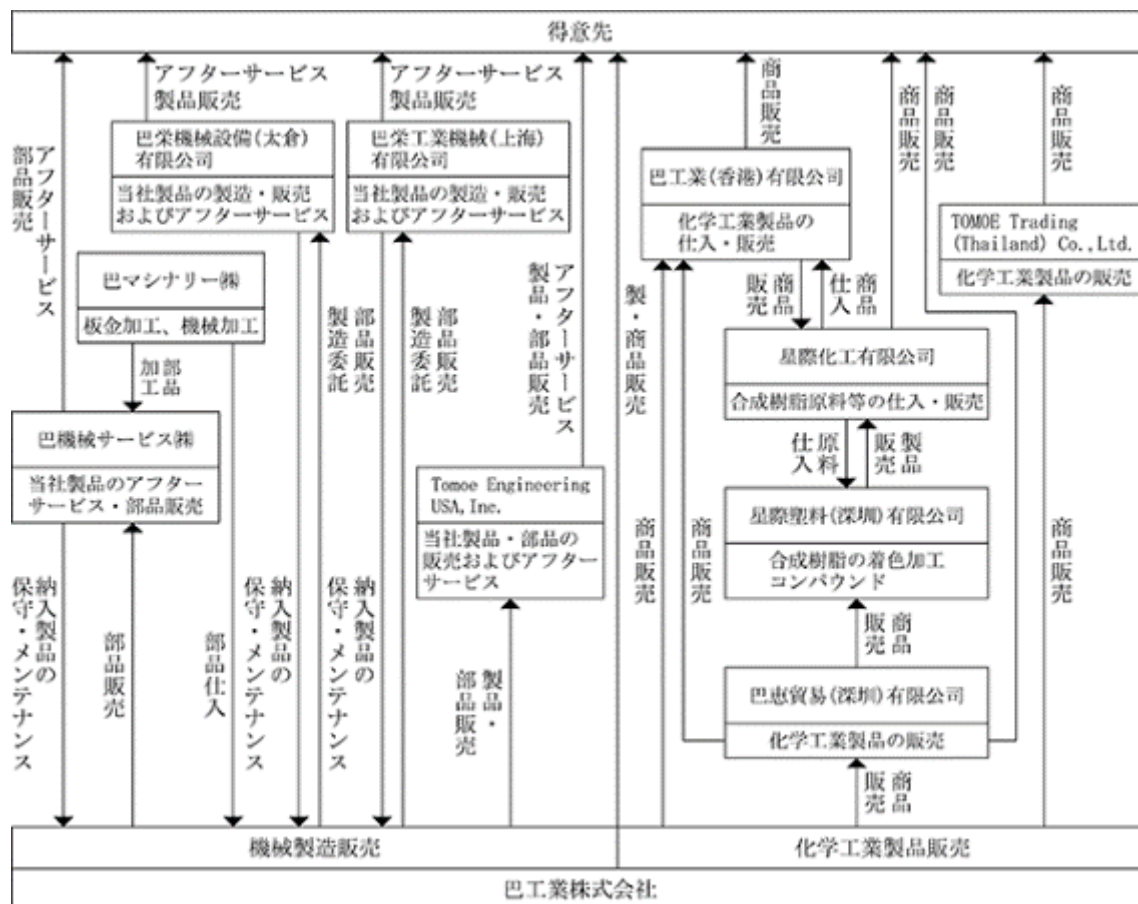 得意先
アフターサービス
製品販売
アフターサービス
製品販売
商品販売
商品販売
商品販売
商品販売
アフターサービス
部品販売
巴栄機械設備(太倉)
有限公司
当社製品の製造・販売
およびアフターサービス
巴栄工業機械(上海)
有限公司
当社製品の製造・販売
およびアフターサービス
巴工業(香港)有限公司
化学工業製品の
仕入・販売
TOMOE Trading
(Thailand) Co.,Ltd.
化学工業製品の販売
巴マシナリー㈱
板金加工、機械加工
部品
加工
部品販売
製造委託
部品販売
製造委託
アフターサービス
製品・部品販売
製・商品販売
商品
販売
商品
仕入
星際化工有限公司
合成樹脂原料等の仕入・販売
巴機械サービス㈱
当社製品のアフター
サービス・部品販売
原料
仕入
製品
販売
Tomoe Engineering
USA,Inc.
当社製品・部品の
販売およびアフター
サービス
星際塑料(深圳)有限公司
合成樹脂の着色加工
コンパウンド
商品販売
商品販売
商品販売
納入製品の
保守・メンテナンス
部品販売
部品仕入
納入製品の
保守・メンテナンス
納入製品の
保守・メンテナンス
製品・
部品販売
商品
販売
巴恵貿易(深圳)有限公司
化学工業製品の販売
商品
販売
機械製造販売
化学工業製品販売
巴工業株式会社